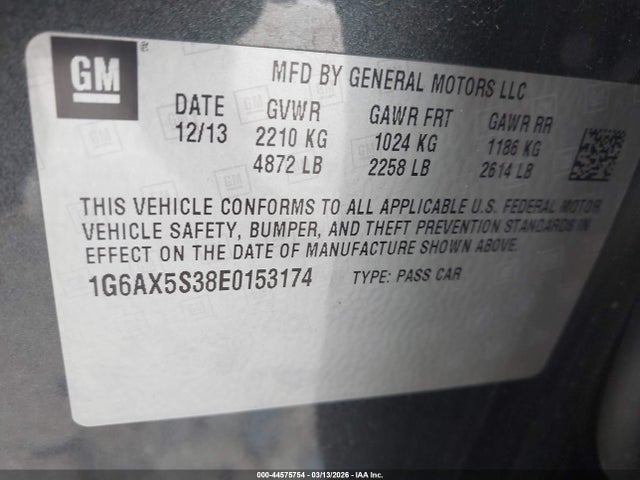 GM
MFD BY GENERAL MOTORS LLC
DATE GVWR GAWR FRT GAWR RR
12/13 2210 KG 1024 KG 1186 KG
4872 LB 2258 LB 2614 LB
THIS VEHICLE CONFORMS TO ALL APPLICABLE U.S. FEDERAL MOTOR
VEHICLE SAFETY, BUMPER, AND THEFT PREVENTION STANDARDS IN
EFFECT ON THE DATE OF MANUFACTURE SHOWN ABOVE.
1G6AX5S38E0153174 TYPE: PASS CAR
000-44575754 | 03/13/2026 | IAA Inc.